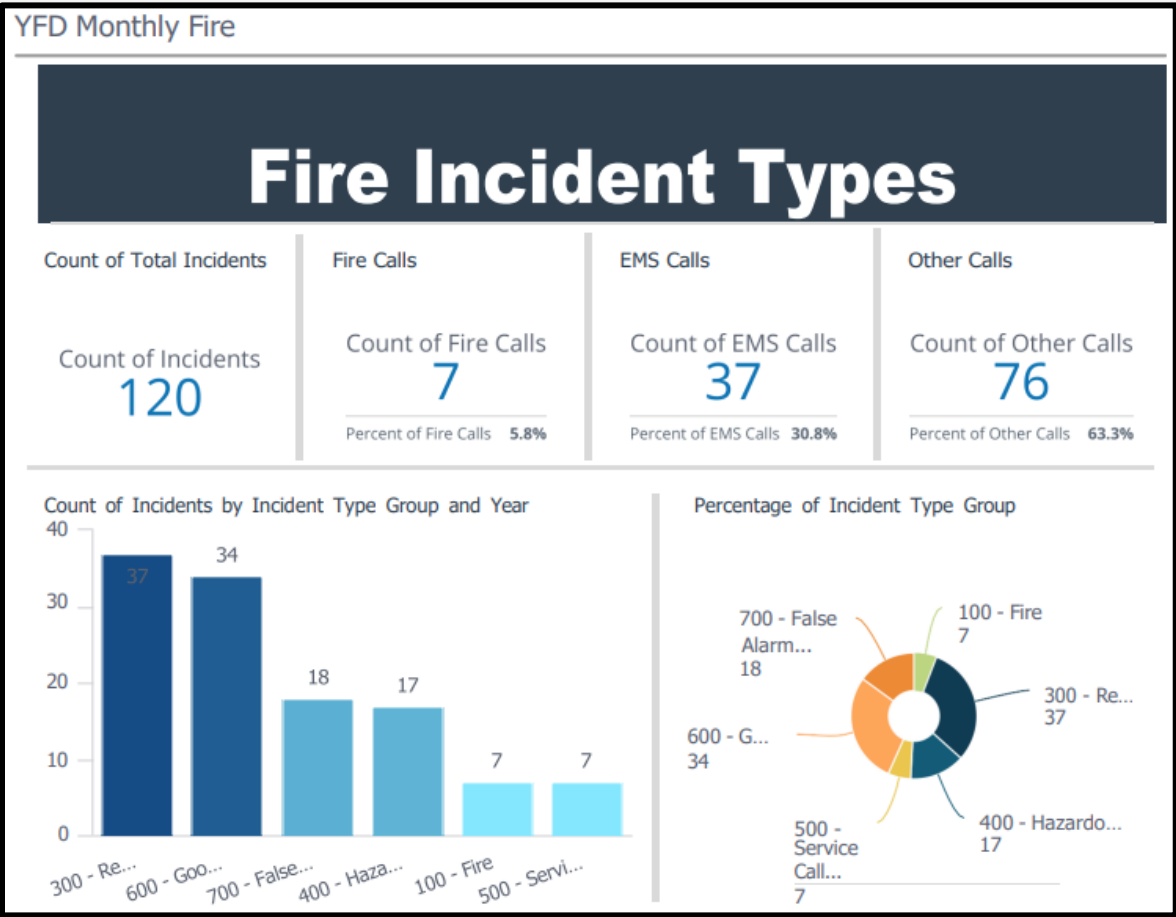 YFD Monthly Fire
Fire Incident Types
Count of Total Incidents
Count of Incidents
120
Fire Calls
Count of Fire Calls
7
Percent of Fire Calls 5.8%
EMS Calls
Count of EMS Calls
37
Percent of EMS Calls 30.8%
Other Calls
Count of Other Calls
76
Percent of Other Calls 63.3%
Count of Incidents by Incident Type Group and Year
40
30
20
10
0
37
34
18
17
7
7
300 - Re...
600 - Goo...
700 - False...
400 - Haza...
100 - Fire
500 - Servi...
Percentage of Incident Type Group
700 - False
Alarm...
18
100 - Fire
7
300 - Re...
37
600 - G...
34
400 - Hazardo...
17
500 -
Service
Call...
7